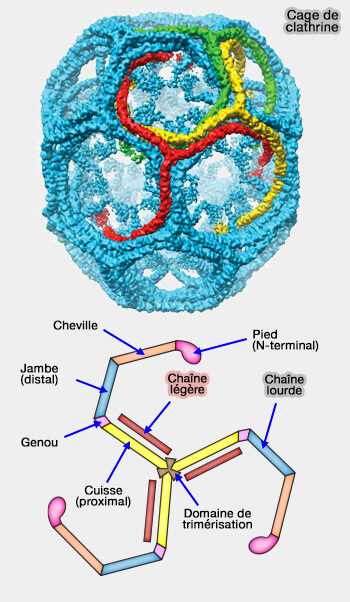 Cage de
clathrine
Cheville
Pied
(N-terminal)
Jambe
(distal)
Chaîne
légère
Chaîne
lourde
Genou
Cuisse
(proximal)
Domaine de
trimérisation